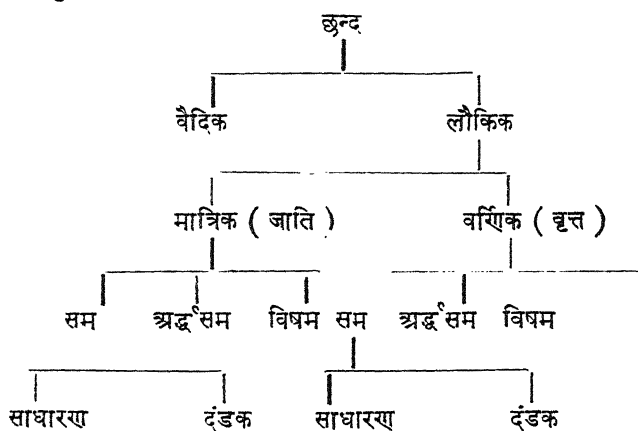 छन्द
वैदिक लौकिक
मात्रिक ( जाति ) वर्णिक ( वृत्त )
सम अर्द्धसम विषम सम अर्द्धसम विषम
साधारण दंडक साधारण दंडक